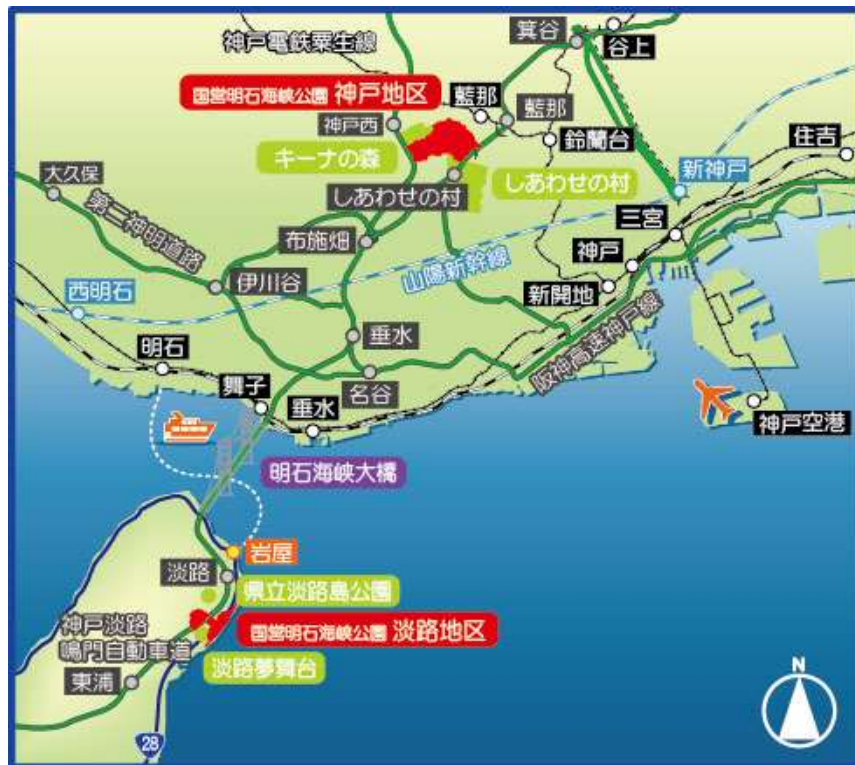 神戸電鉄粟生線
箕谷
谷上
国営明石海峡公園 神戸地区
藍那
藍那
神戸西
住吉
鈴蘭台
キーナの森
大久保
しあわせの村
しあわせの村
新神戸
第二神明道路
三宮
布施畑
神戸
山陽新幹線
伊川谷
新開地
西明石
垂水
明石
阪神高速神戸線
名谷
舞子
垂水
神戸空港
明石海峡大橋
岩屋
淡路
県立淡路島公園
神戸淡路
鳴門自動車道
国営明石海峡公園 淡路地区
淡路夢舞台
東浦
N
28